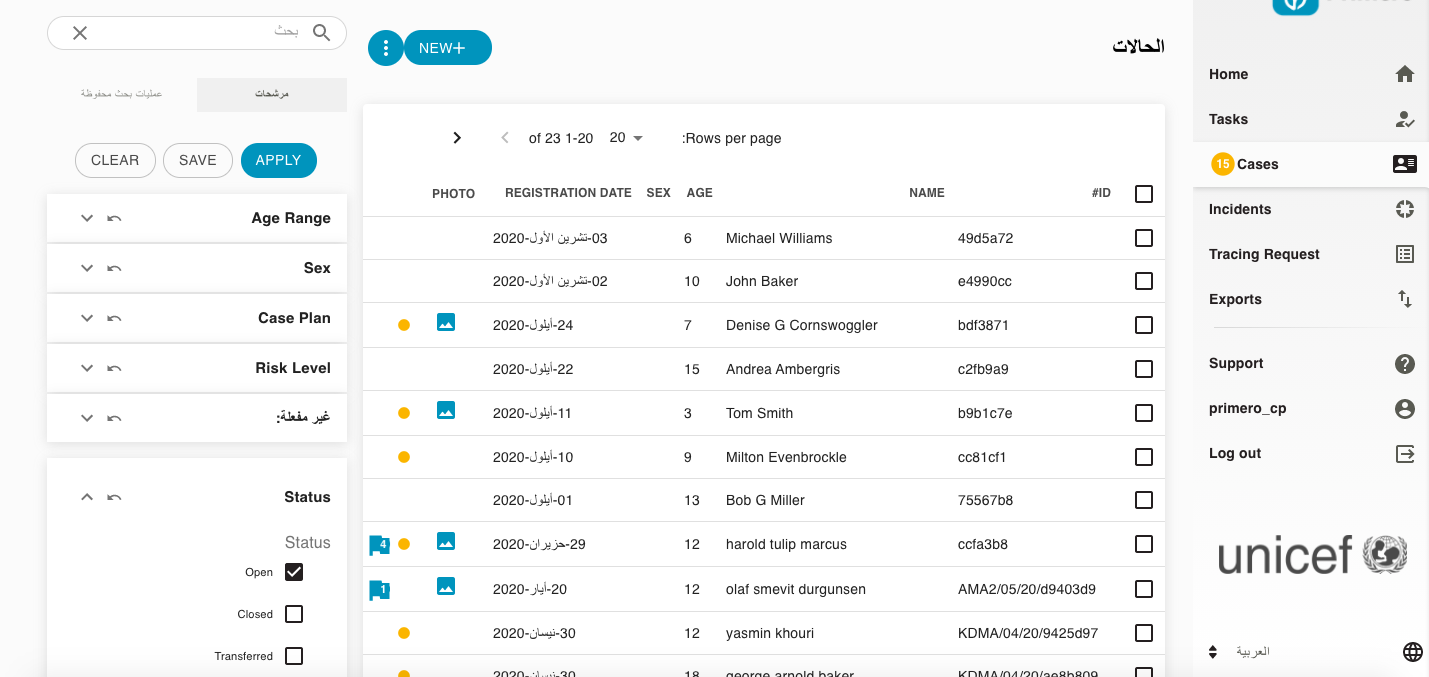 بحث
عمليات بحث محفوظة
مرشحات
CLEAR
SAVE
APPLY
Age Range
Sex
Case Plan
Risk Level
غير مفعلة:
Status
Status
Open
Closed
Transferred
NEW+
الحالات
1-20 of 23
20
Rows per page:
PHOTO REGISTRATION DATE SEX AGE NAME ID#
03-تشرين الأول-2020 6 Michael Williams 49d5a72
02-تشرين الأول-2020 10 John Baker e4990cc
24-أيلول-2020 7 Denise G Cornswoggler bdf3871
22-أيلول-2020 15 Andrea Ambergris c2fb9a9
11-أيلول-2020 3 Tom Smith b9b1c7e
10-أيلول-2020 9 Milton Evenbrockle cc81cf1
01-أيلول-2020 13 Bob G Miller 75567b8
4 29-حزيران-2020 12 harold tulip marcus ccfa3b8
1 20-أيار-2020 12 olaf smevit durgunsen AMA2/05/20/d9403d9
30-نيسان-2020 12 yasmin khouri KDMA/04/20/9425d97
30-نيسان-2020 18 george arnold baker KDMA/04/20/ae8b809
Home
Tasks
15 Cases
Incidents
Tracing Request
Exports
Support
primero_cp
Log out
unicef
العربية